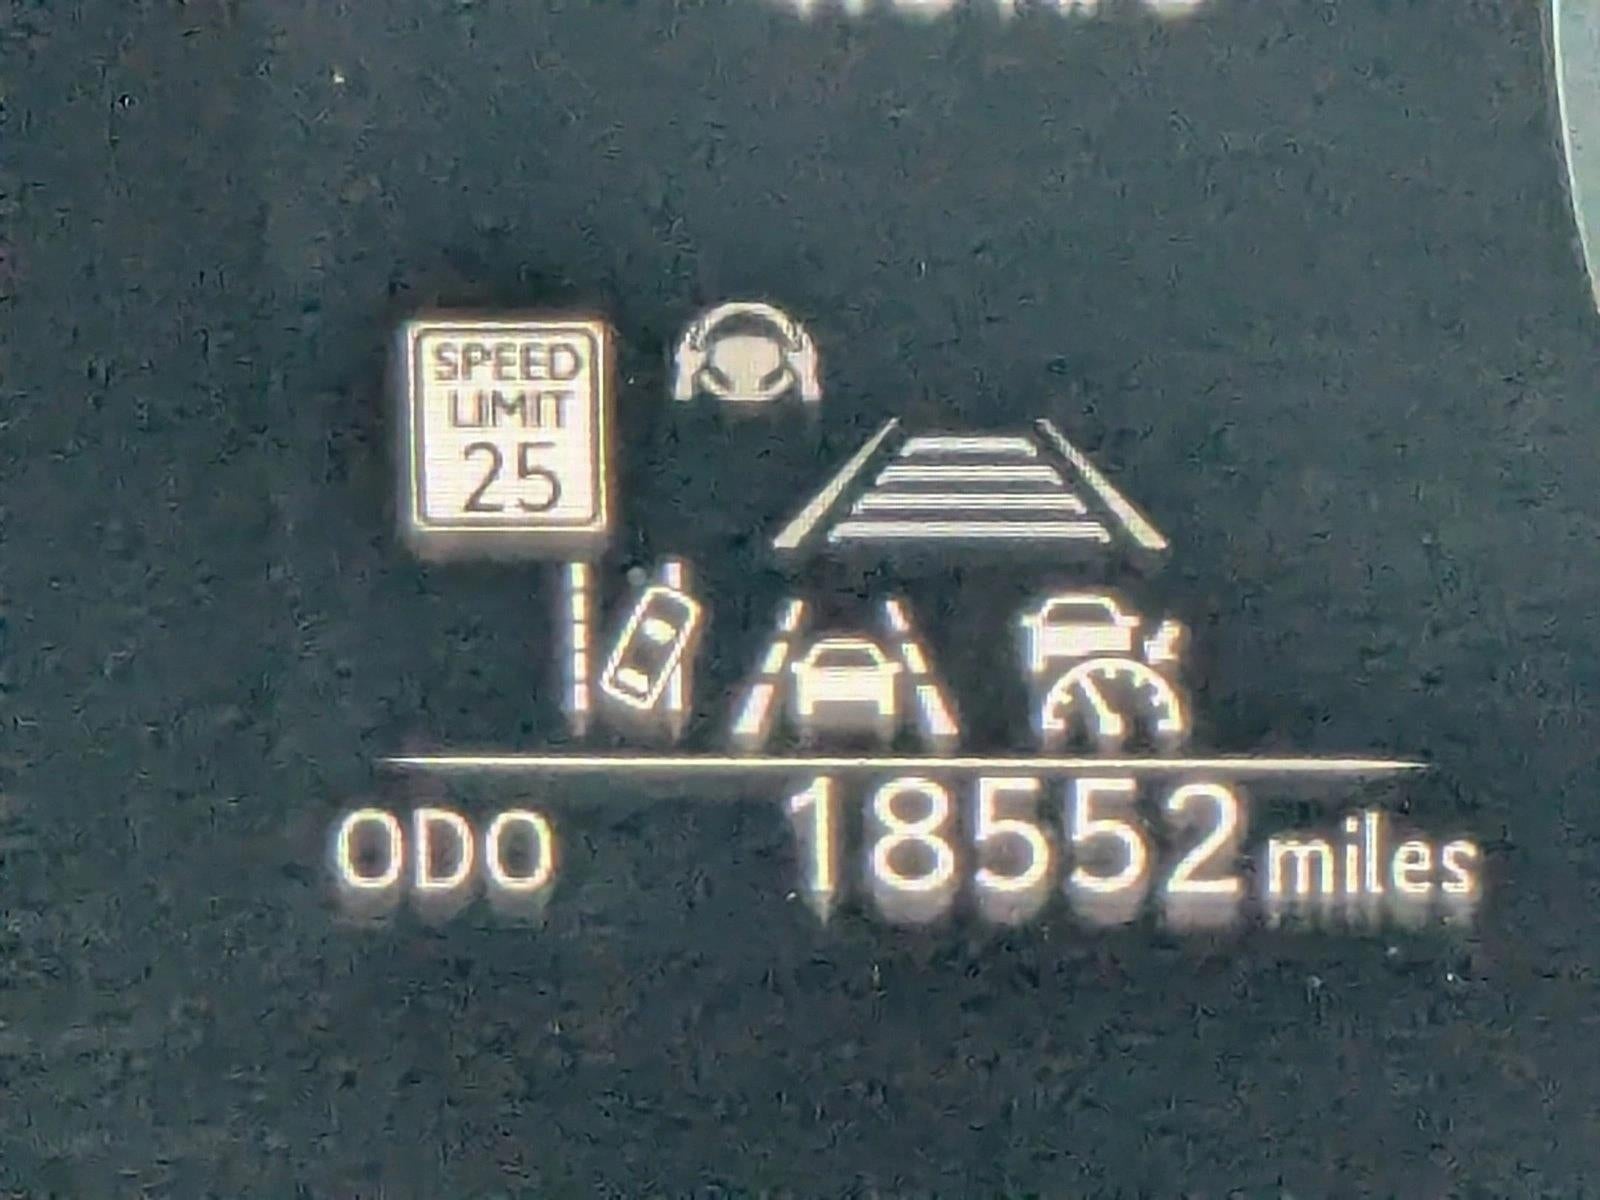 SPEED
LIMIT
25
ODO 18552 miles